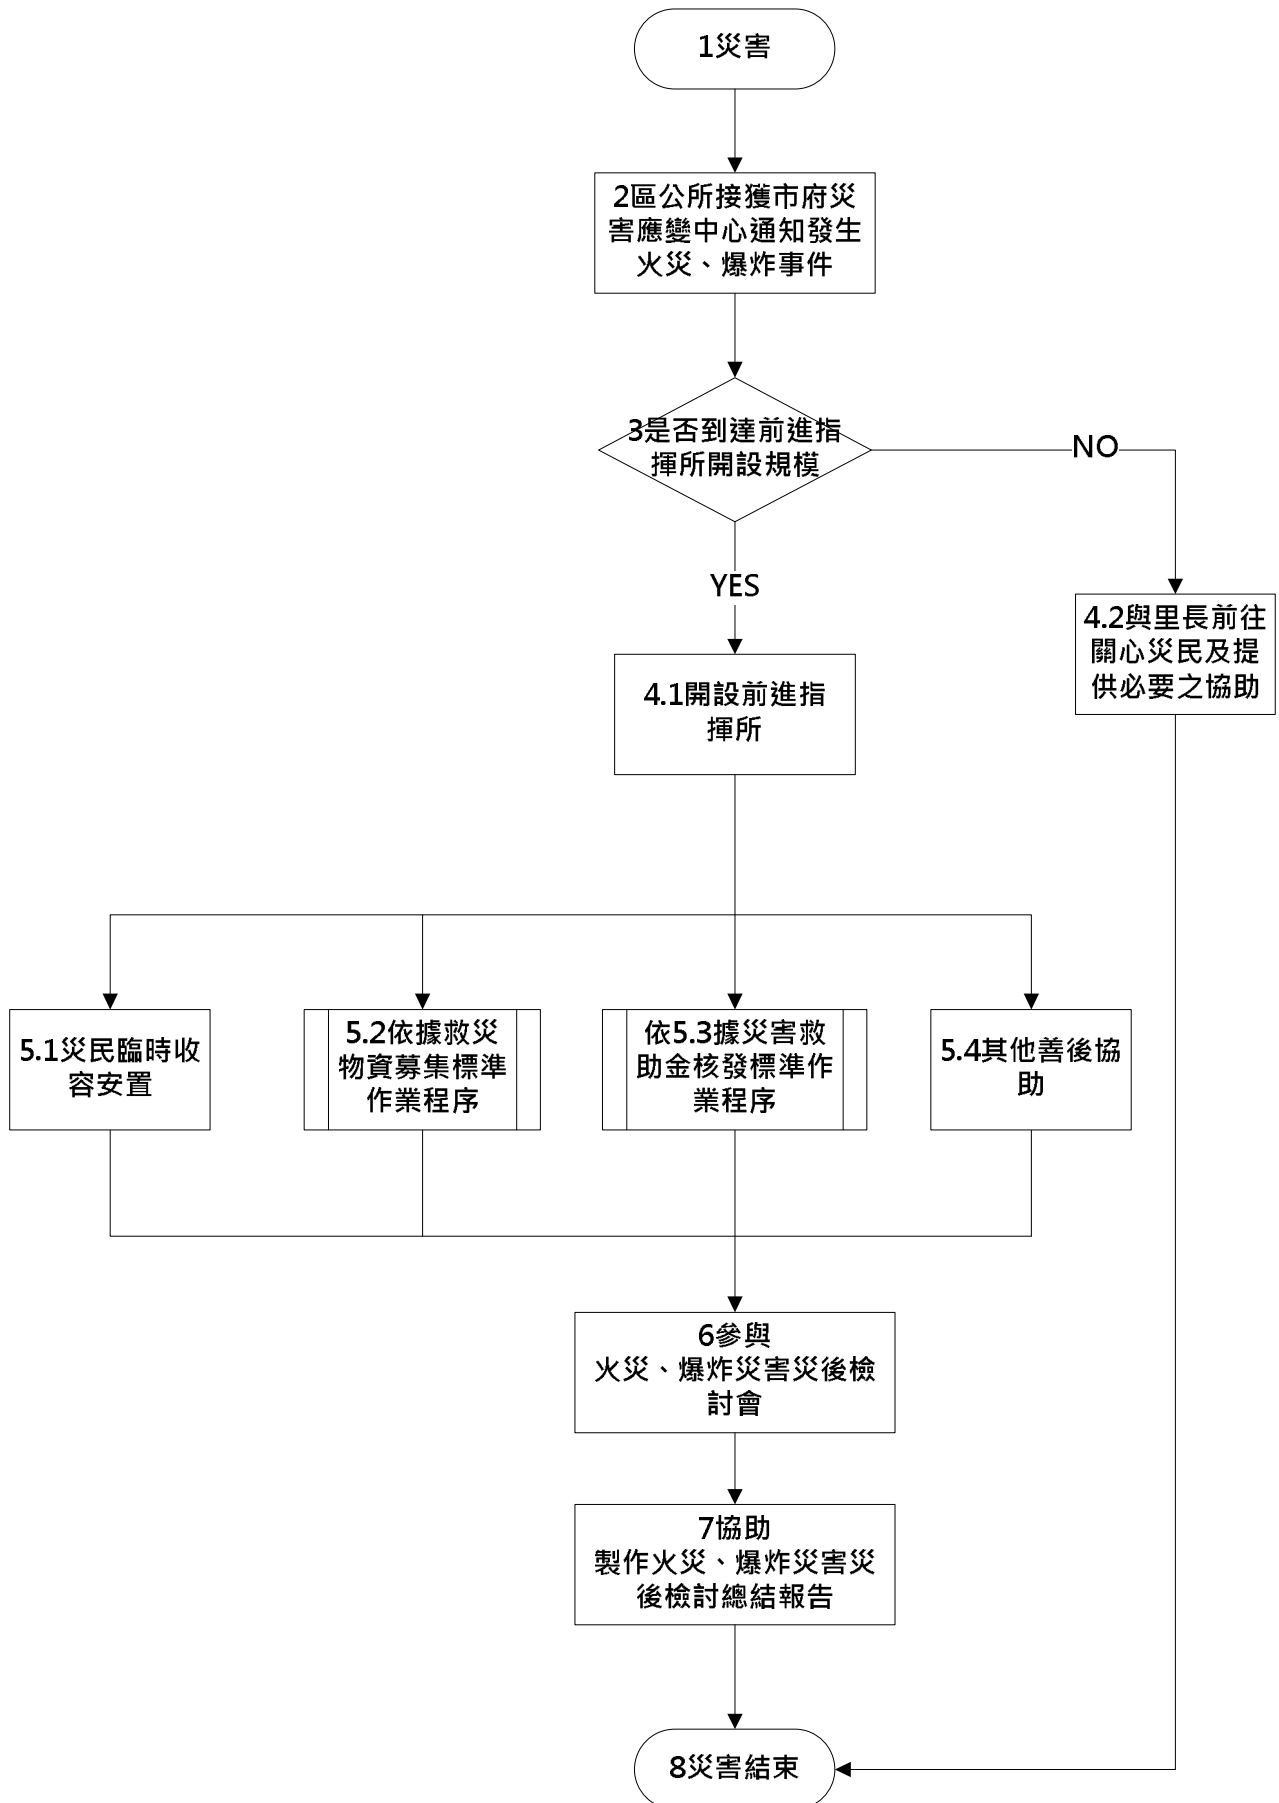 1災害
2區公所接獲市府災
害應變中心通知發生
火災、爆炸事件
3是否到達前進指
揮所開設規模
NO
YES
4.2與里長前往
關心災民及提
供必要之協助
4.1開設前進指
揮所
5.1災民臨時收
容安置
5.2依據救災
物資募集標準
作業程序
依5.3據災害救
助金核發標準作
業程序
5.4其他善後協
助
6參與
火災、爆炸災害災後檢
討會
7協助
製作火災、爆炸災害災
後檢討總結報告
8災害結束